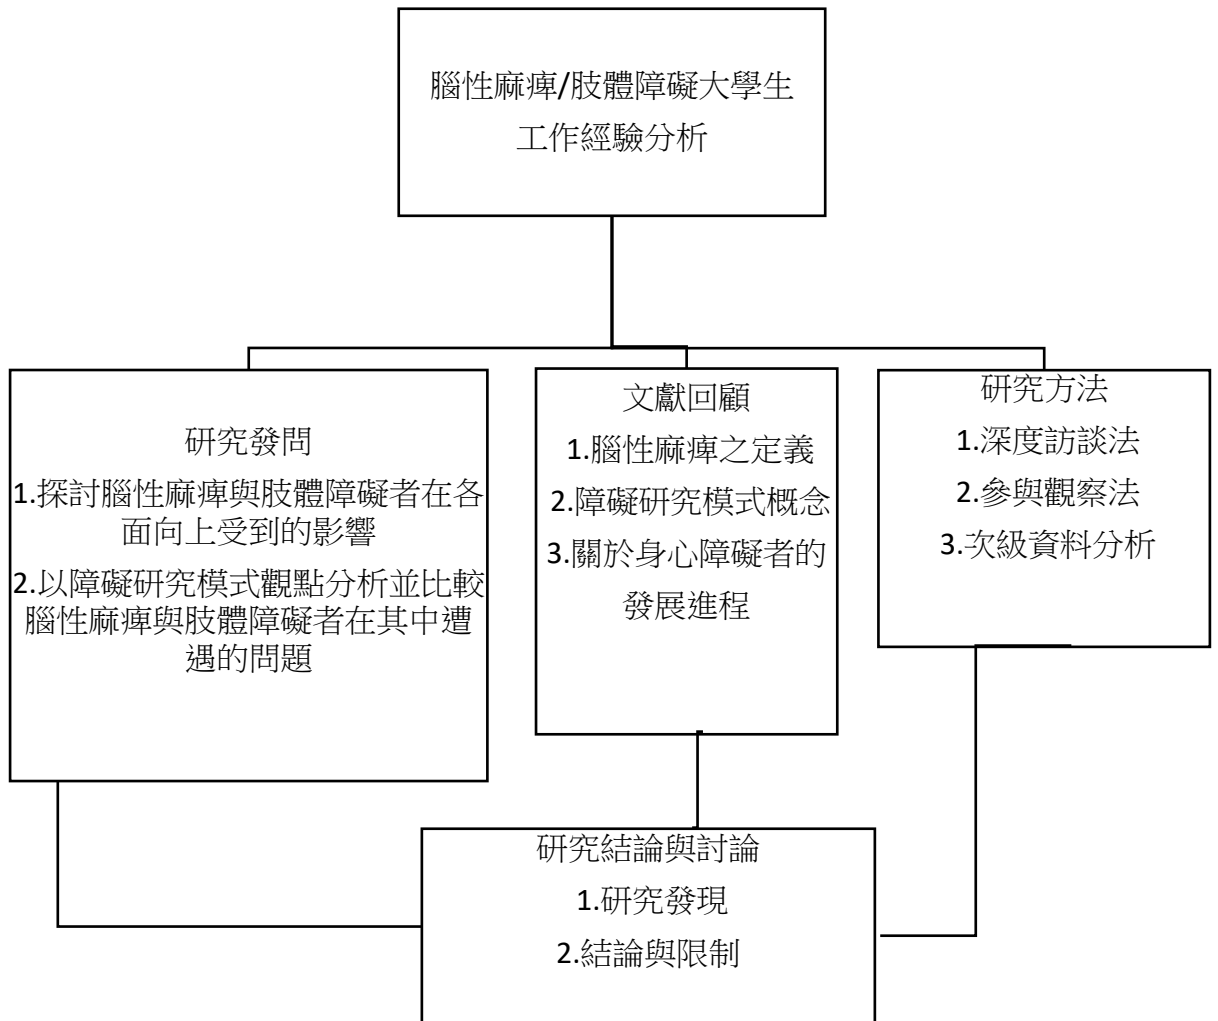 腦性麻痺/肢體障礙大學生
工作經驗分析
研究發問
1.探討腦性麻痺與肢體障礙者在各
面向上受到的影響
2.以障礙研究模式觀點分析並比較
腦性麻痺與肢體障礙者在其中遭
遇的問題
文獻回顧
1.腦性麻痺之定義
2.障礙研究模式概念
3.關於身心障礙者的
發展進程
研究方法
1.深度訪談法
2.參與觀察法
3.次級資料分析
研究結論與討論
1.研究發現
2.結論與限制